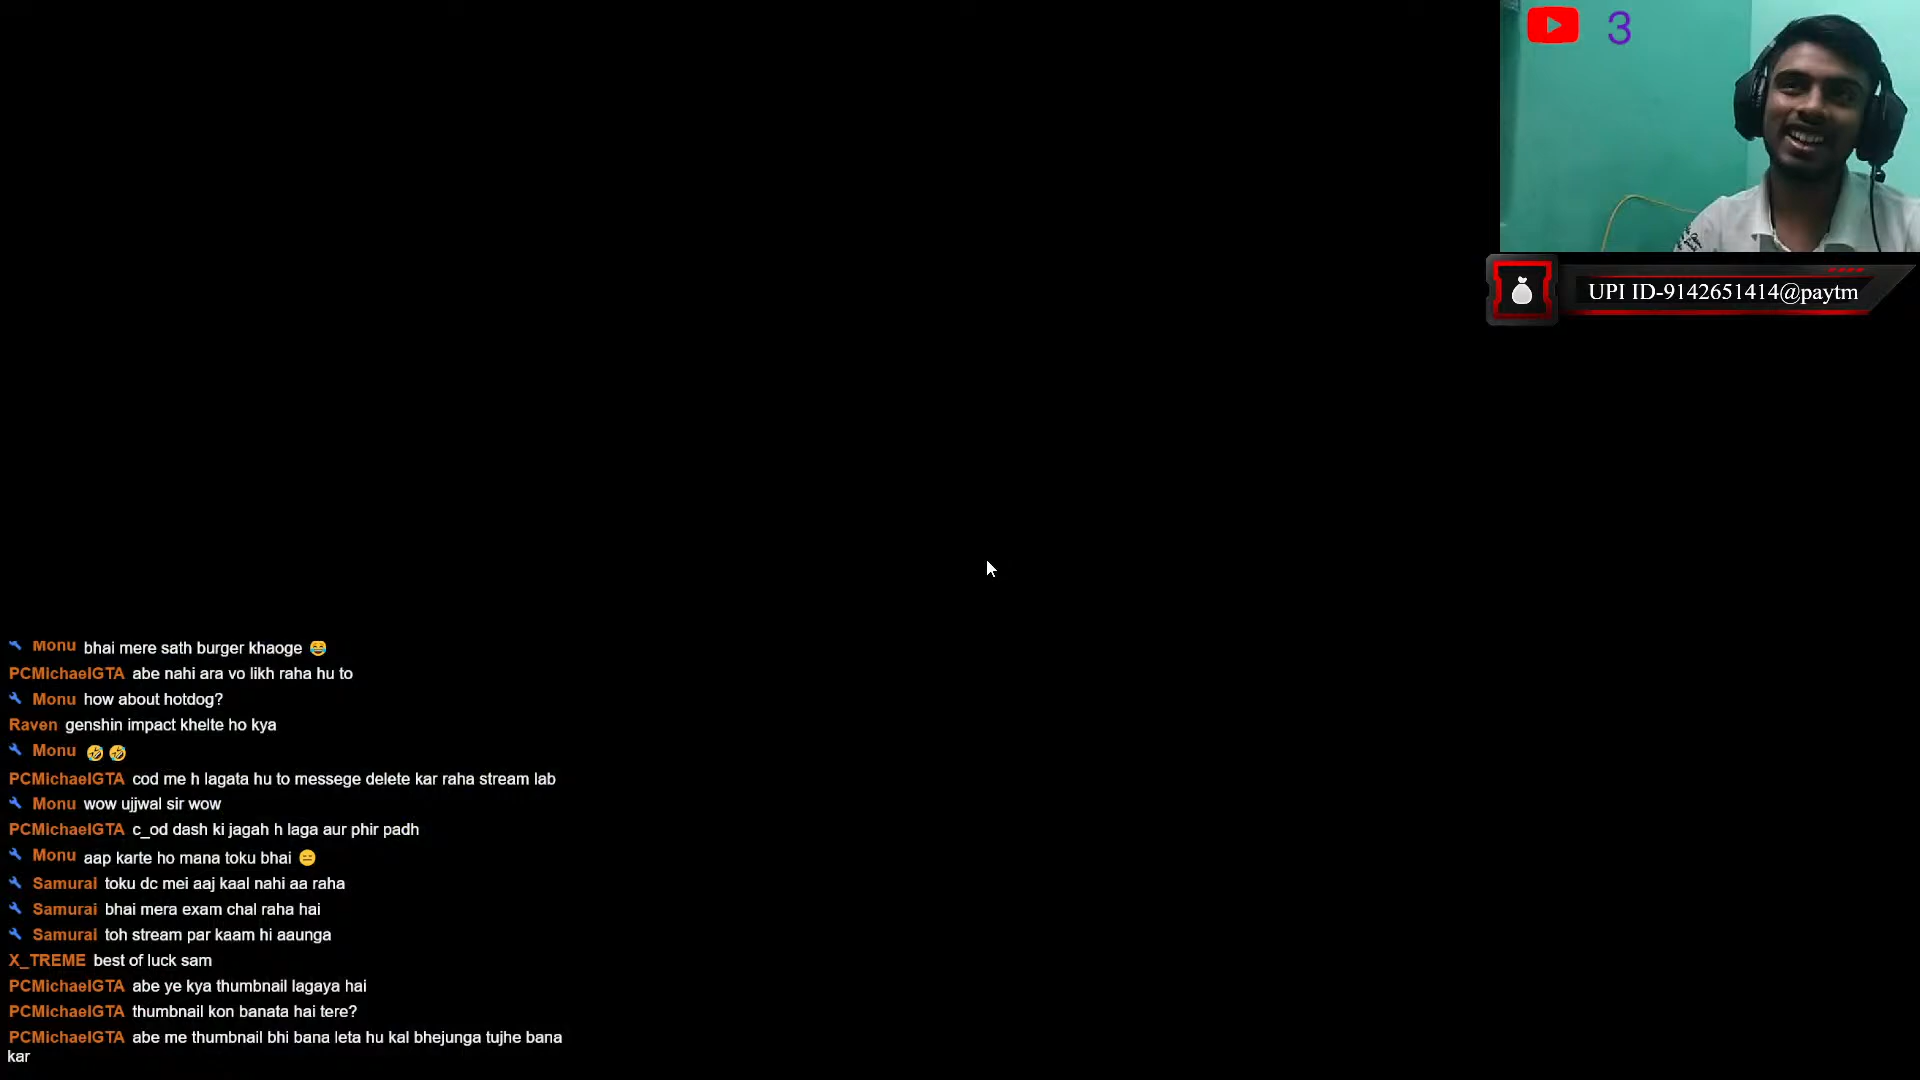 3
UPI ID-9142651414@paytm
Monu bhai mere sath burger khaoge 😂
PCMichaelGTA abe nahi ara vo likh raha hu to
Monu how about hotdog?
Raven genshin impact khelte ho kya
Monu 🤣 🤣
PCMichaelGTA cod me h lagata hu to messege delete kar raha stream lab
Monu wow ujjwal sir wow
PCMichaelGTA c_od dash ki jagah h laga aur phir padh
Monu aap karte ho mana toku bhai 😑
Samurai toku dc mei aaj kaal nahi aa raha
Samurai bhai mera exam chal raha hai
Samurai toh stream par kaam hi aaunga
X_TREME best of luck sam
PCMichaelGTA abe ye kya thumbnail lagaya hai
PCMichaelGTA thumbnail kon banata hai tere?
PCMichaelGTA abe me thumbnail bhi bana leta hu kal bhejunga tujhe bana
kar